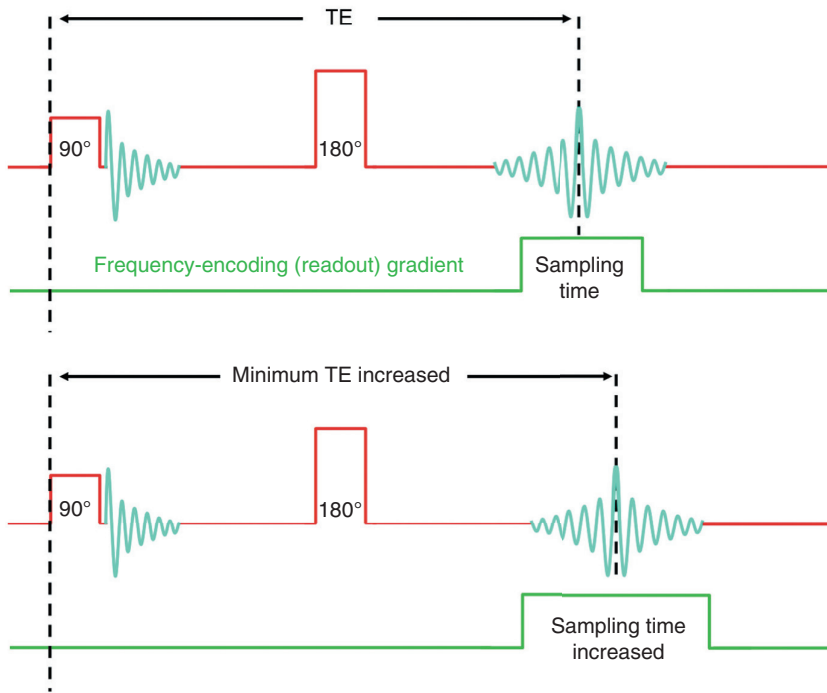 TE
90°
180°
Frequency-encoding (readout) gradient
Sampling
time
Minimum TE increased
90°
180°
Sampling time
increased